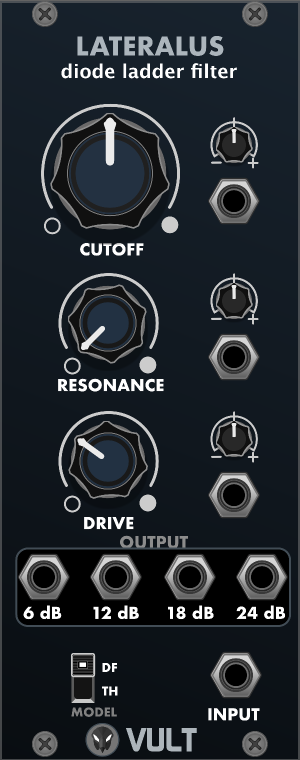 LATERALUS
diode ladder filter
- +
CUTOFF
- +
RESONANCE
- +
DRIVE
OUTPUT
6 dB 12 dB 18 dB 24 dB
DF
TH
MODEL
INPUT
VULT